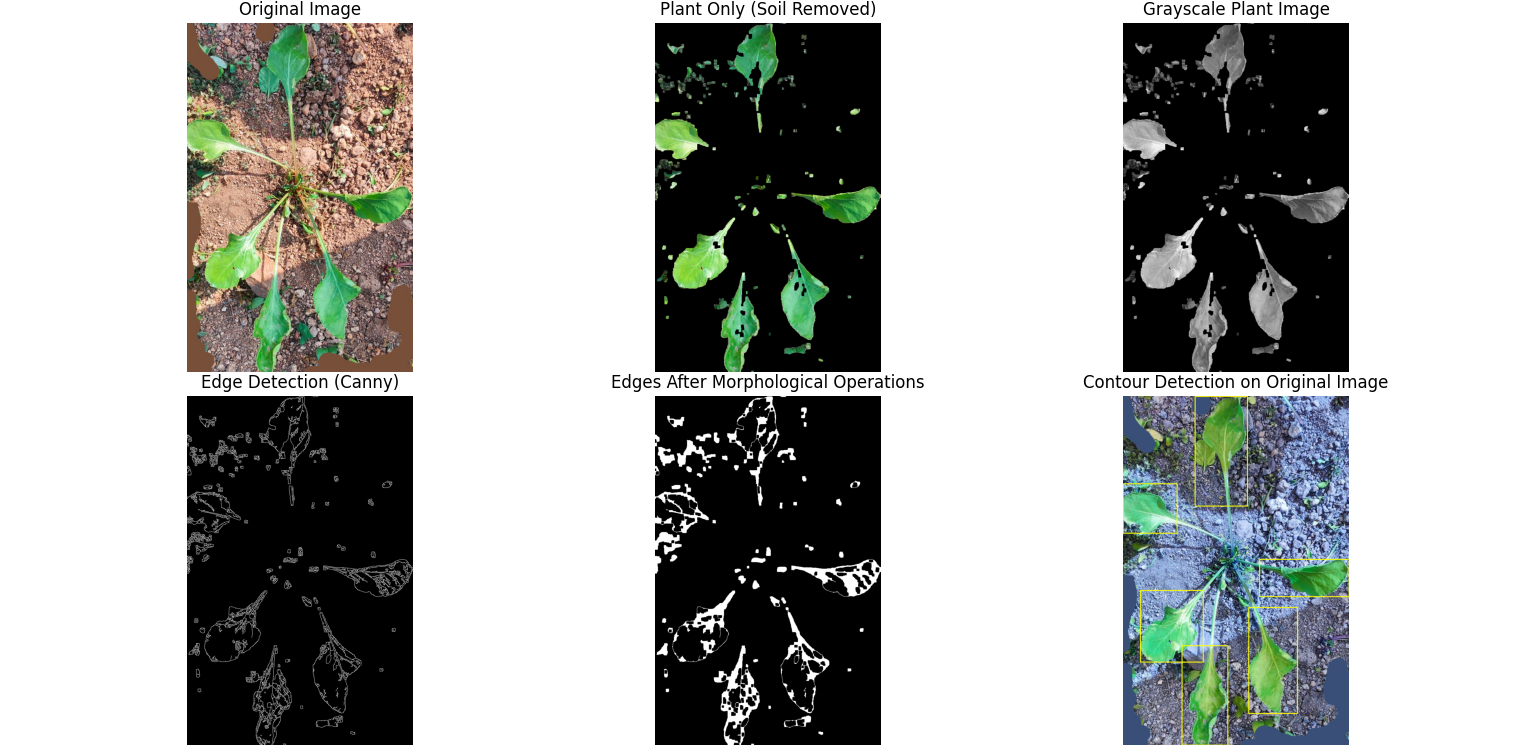 Original Image
Plant Only (Soil Removed)
Grayscale Plant Image
Edge Detection (Canny)
Edges After Morphological Operations
Contour Detection on Original Image